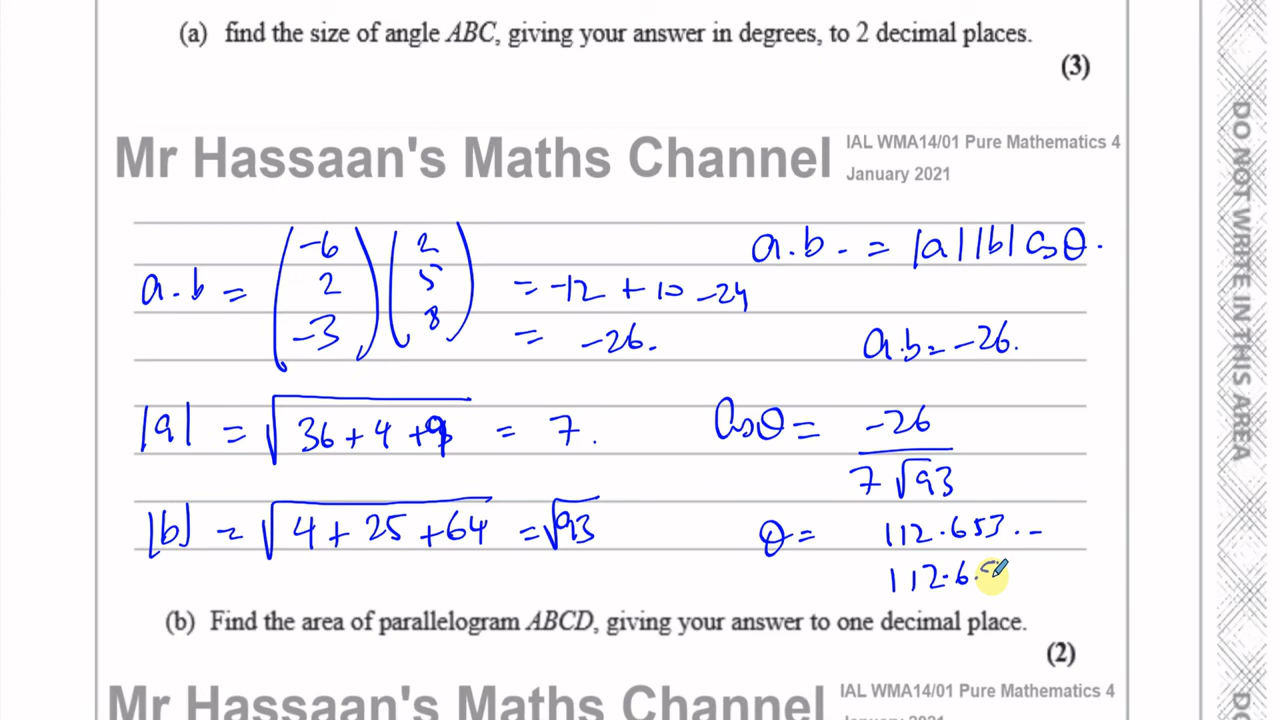 (a) find the size of angle ABC, giving your answer in degrees, to 2 decimal places.
(3)
Mr Hassaan's Maths Channel
IAL WMA14/01 Pure Mathematics 4
January 2021
a.b = (-6 2 -3) (2 5 8) = -12 + 10 - 24
= -26.
a.b. = |a| |b| cosθ.
a.b = -26.
|a| = √36 + 4 + 9 = 7.
cosθ = -26 / 7√93
|b| = √4 + 25 + 64 = √93
θ = 112.653..
112.6
(b) Find the area of parallelogram ABCD, giving your answer to one decimal place.
(2)
Mr Hassaan's Maths Channel
IAL WMA14/01 Pure Mathematics 4
DO NOT WRITE IN THIS AREA
DO